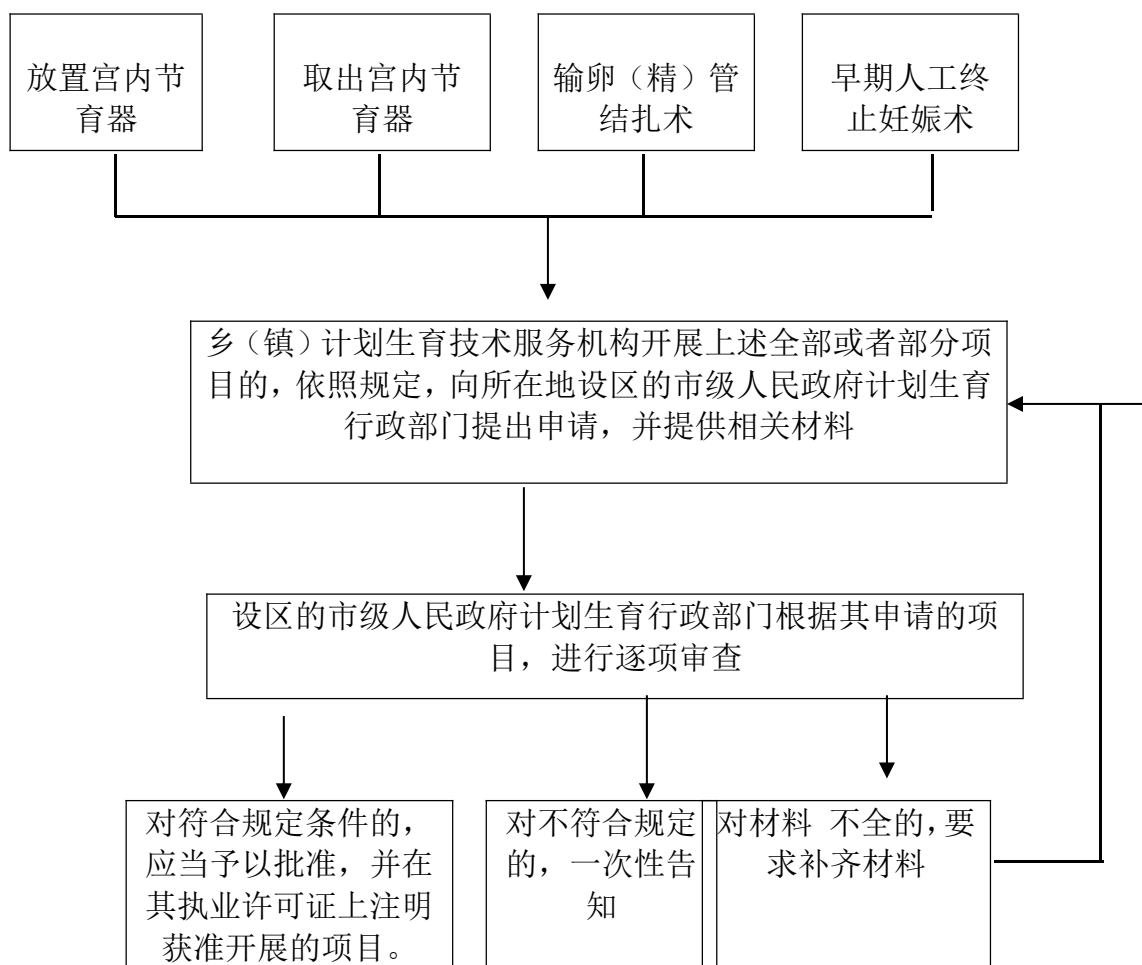 放置宫内节
育器
取出宫内节
育器
输卵（精）管
结扎术
早期人工终
止妊娠术
乡（镇）计划生育技术服务机构开展上述全部或者部分项
目的，依照规定，向所在地设区的市级人民政府计划生育
行政部门提出申请，并提供相关材料
设区的市级人民政府计划生育行政部门根据其申请的项
目，进行逐项审查
对符合规定条件的，
应当予以批准，并在
其执业许可证上注明
获准开展的项目。
对不符合规定
的，一次性告
知
对材料 不全的，要
求补齐材料